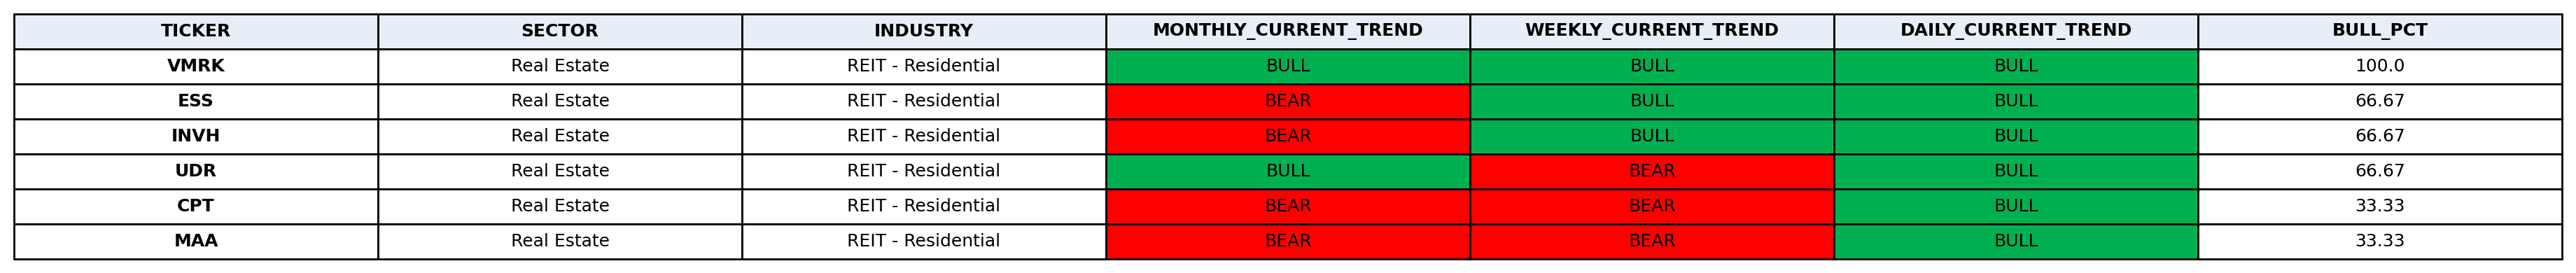 TICKER SECTOR INDUSTRY MONTHLY_CURRENT_TREND WEEKLY_CURRENT_TREND DAILY_CURRENT_TREND BULL_PCT
VMRK Real Estate REIT - Residential BULL BULL BULL 100.0
ESS Real Estate REIT - Residential BEAR BULL BULL 66.67
INVH Real Estate REIT - Residential BEAR BULL BULL 66.67
UDR Real Estate REIT - Residential BULL BEAR BULL 66.67
CPT Real Estate REIT - Residential BEAR BEAR BULL 33.33
MAA Real Estate REIT - Residential BEAR BEAR BULL 33.33